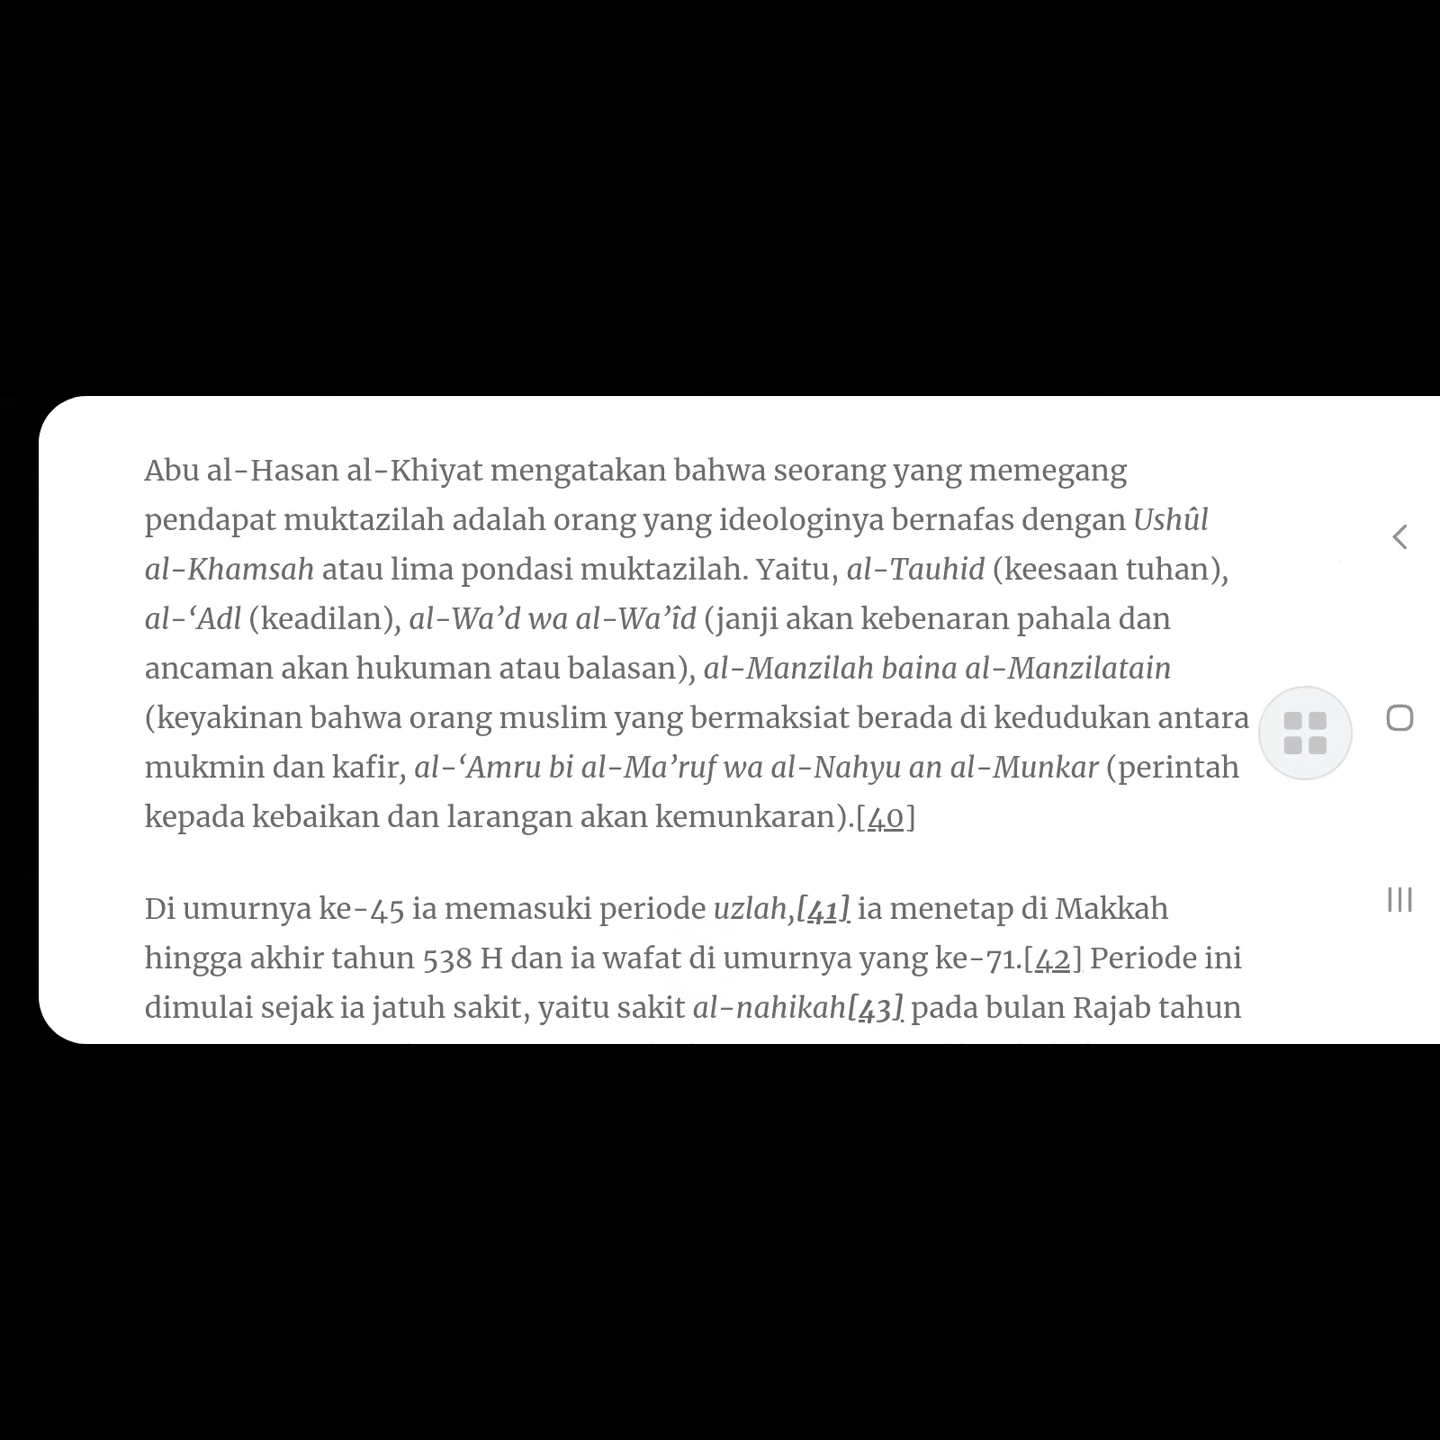 Abu al-Hasan al-Khiyat mengatakan bahwa seorang yang memegang
pendapat muktazilah adalah orang yang ideologinya bernafas dengan Ushûl
al-Khamsah atau lima pondasi muktazilah. Yaitu, al-Tauhid (keesaan tuhan),
al-‘Adl (keadilan), al-Wa’d wa al-Wa’îd (janji akan kebenaran pahala dan
ancaman akan hukuman atau balasan), al-Manzilah baina al-Manzilatain
(keyakinan bahwa orang muslim yang bermaksiat berada di kedudukan antara
mukmin dan kafir, al-‘Amru bi al-Ma’ruf wa al-Nahyu an al-Munkar (perintah
kepada kebaikan dan larangan akan kemunkaran).[40]
Di umurnya ke-45 ia memasuki periode uzlah,[41] ia menetap di Makkah
hingga akhir tahun 538 H dan ia wafat di umurnya yang ke-71.[42] Periode ini
dimulai sejak ia jatuh sakit, yaitu sakit al-nahikah[43] pada bulan Rajab tahun